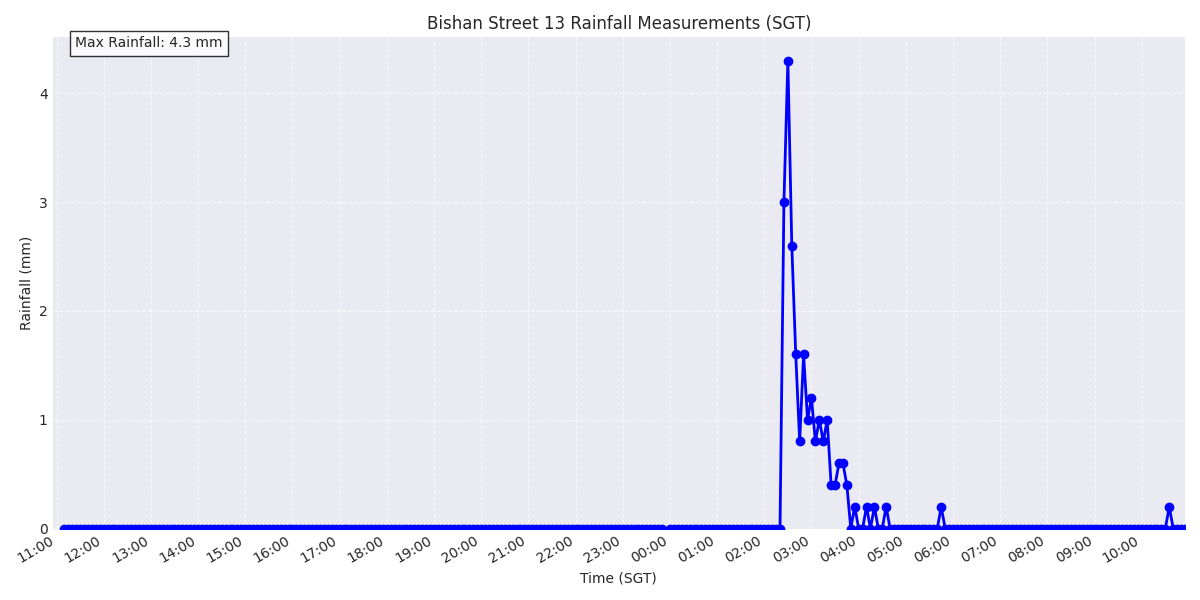 Bishan Street 13 Rainfall Measurements (SGT)
Max Rainfall: 4.3 mm
Rainfall (mm)
4
3
2
1
0
11:00 12:00 13:00 14:00 15:00 16:00 17:00 18:00 19:00 20:00 21:00 22:00 23:00 00:00 01:00 02:00 03:00 04:00 05:00 06:00 07:00 08:00 09:00 10:00
Time (SGT)